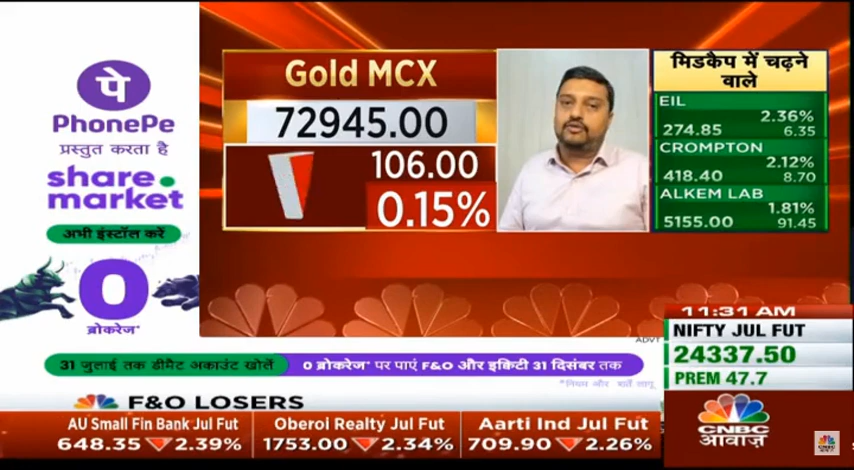 पे
PhonePe
प्रस्तुत करता है
share.
market
अभी इंस्टॉल करें
0
ब्रोकरेज*
Gold MCX
72945.00
106.00
0.15%
मिडकैप में चढ़ने
वाले
EIL
2.36%
274.85 6.35
CROMPTON
2.12%
418.40 8.70
ALKEM LAB
1.81%
5155.00 91.45
ADVT
31 जुलाई तक डीमैट अकाउंट खोलें
0 ब्रोकरेज* पर पाएं F&O और इक्विटी 31 दिसंबर तक
*नियम और शर्तें लागू
11:31 AM
NIFTY JUL FUT
24337.50
PREM 47.7
F&O LOSERS
AU Small Fin Bank Jul Fut
648.35 2.39%
Oberoi Realty Jul Fut
1753.00 2.34%
Aarti Ind Jul Fut
709.90 2.26%
CNBC
आवाज़